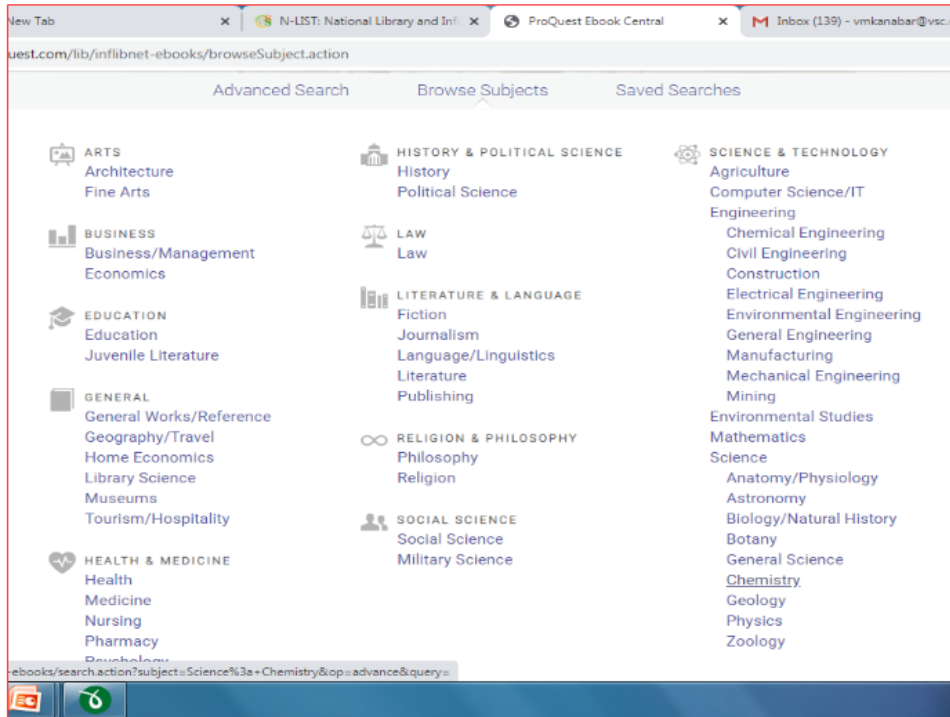 New Tab
N-LIST: National Library and Inf
ProQuest Ebook Central
Inbox (139) - vmkanabar@vsc.
uest.com/lib/inflibnet-ebooks/browseSubject.action
Advanced Search
Browse Subjects
Saved Searches
ARTS
Architecture
Fine Arts
BUSINESS
Business/Management
Economics
EDUCATION
Education
Juvenile Literature
GENERAL
General Works/Reference
Geography/Travel
Home Economics
Library Science
Museums
Tourism/Hospitality
HEALTH & MEDICINE
Health
Medicine
Nursing
Pharmacy
Psychology
HISTORY & POLITICAL SCIENCE
History
Political Science
LAW
Law
LITERATURE & LANGUAGE
Fiction
Journalism
Language/Linguistics
Literature
Publishing
RELIGION & PHILOSOPHY
Philosophy
Religion
SOCIAL SCIENCE
Social Science
Military Science
SCIENCE & TECHNOLOGY
Agriculture
Computer Science/IT
Engineering
Chemical Engineering
Civil Engineering
Construction
Electrical Engineering
Environmental Engineering
General Engineering
Manufacturing
Mechanical Engineering
Mining
Environmental Studies
Mathematics
Science
Anatomy/Physiology
Astronomy
Biology/Natural History
Botany
General Science
Chemistry
Geology
Physics
Zoology
-ebooks/search.action?subject=Science%3a+Chemistry&op=advance&query=